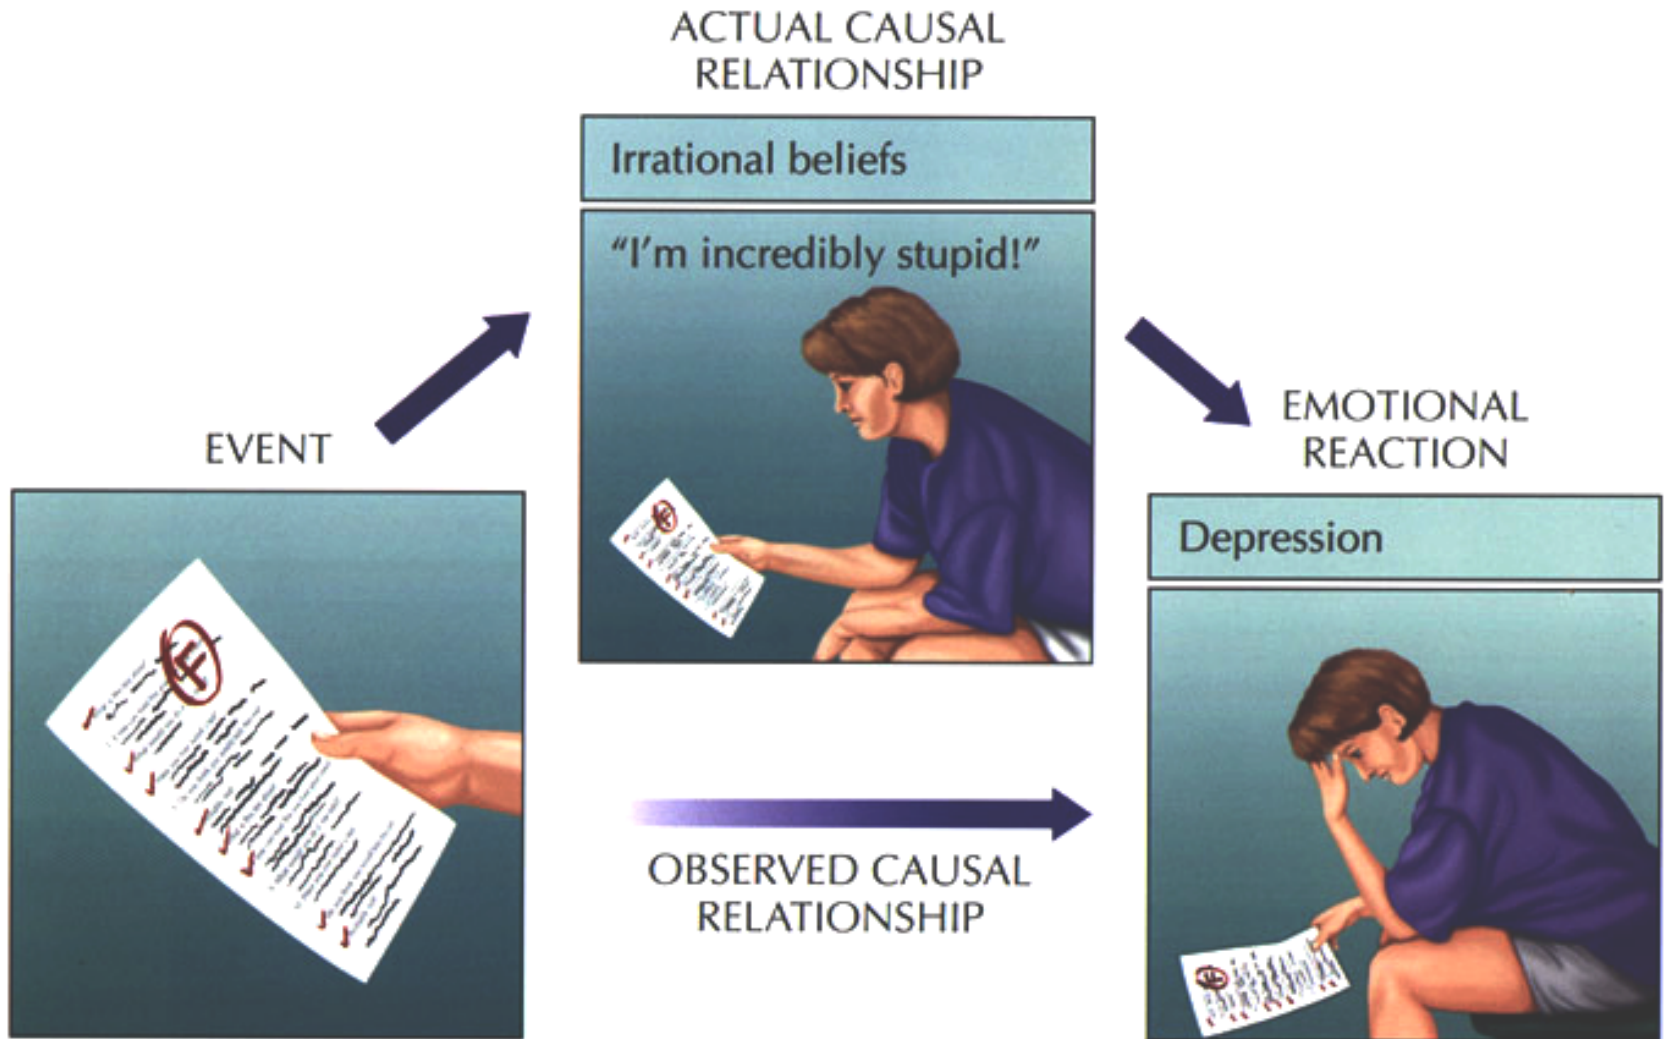 ACTUAL CAUSAL
RELATIONSHIP
Irrational beliefs
“I’m incredibly stupid!”
EVENT
F
EMOTIONAL
REACTION
Depression
OBSERVED CAUSAL
RELATIONSHIP